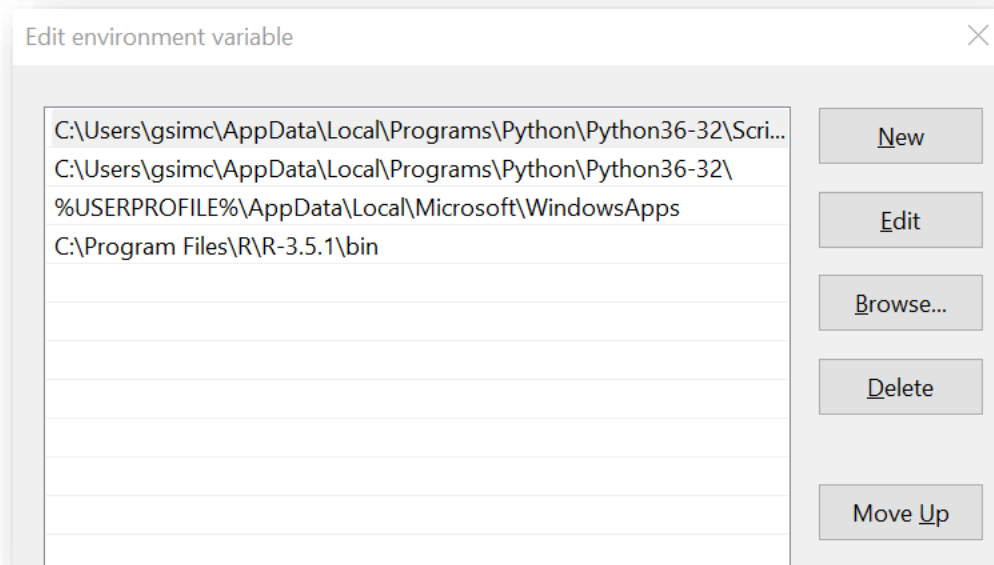 Edit environment variable
C:\Users\gsimc\AppData\Local\Programs\Python\Python36-32\Scri...
C:\Users\gsimc\AppData\Local\Programs\Python\Python36-32\
%USERPROFILE%\AppData\Local\Microsoft\WindowsApps
C:\Program Files\R\R-3.5.1\bin
New
Edit
Browse...
Delete
Move Up